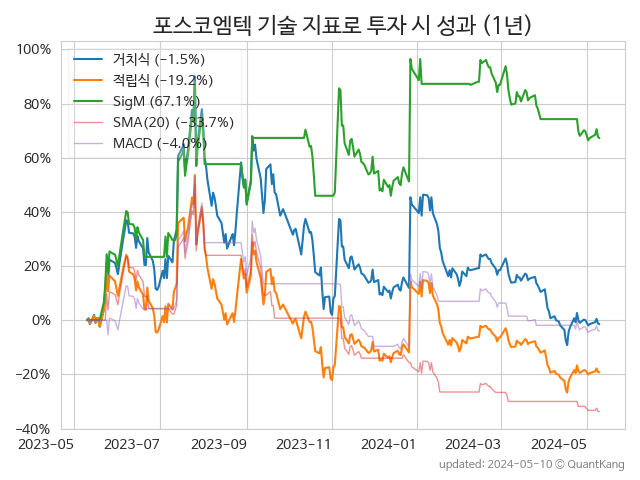 포스코엠텍 기술 지표로 투자 시 성과 (1년)
거치식 (−1.5%)
적립식 (−19.2%)
SigM (67.1%)
SMA(20) (−33.7%)
MACD (−4.0%)
100%
80%
60%
40%
20%
0%
−20%
−40%
2023-05 2023-07 2023-09 2023-11 2024-01 2024-03 2024-05
updated: 2024-05-10 © QuantKang